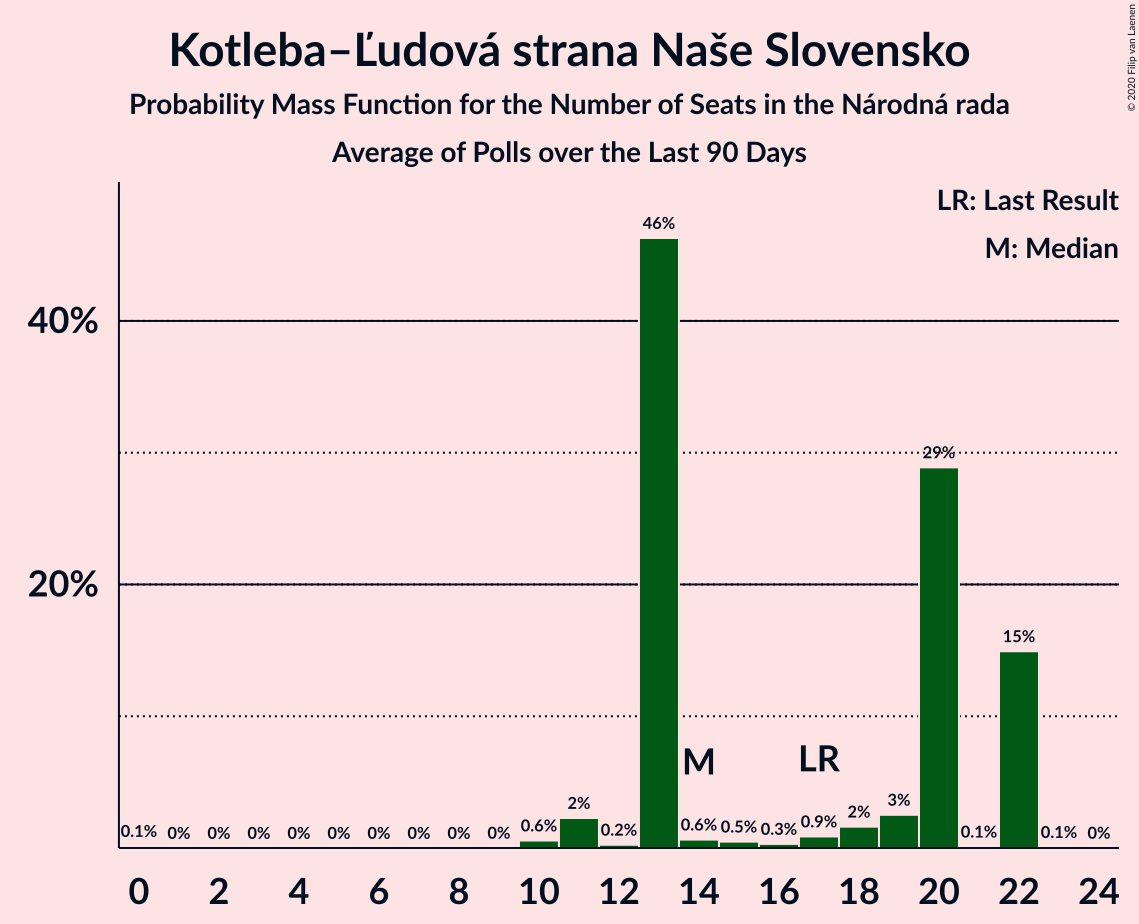 Kotleba–Ľudová strana Naše Slovensko
Probability Mass Function for the Number of Seats in the Národná rada
Average of Polls over the Last 90 Days
© 2020 Filip van Laenen
LR: Last Result
M: Median
46%
40%
29%
20%
15%
M
LR
0.1% 0% 0% 0% 0% 0% 0% 0% 0% 0% 0.6% 2% 0.2% 0.6% 0.5% 0.3% 0.9% 2% 3% 0.1% 0.1% 0%
0 2 4 6 8 10 12 14 16 18 20 22 24